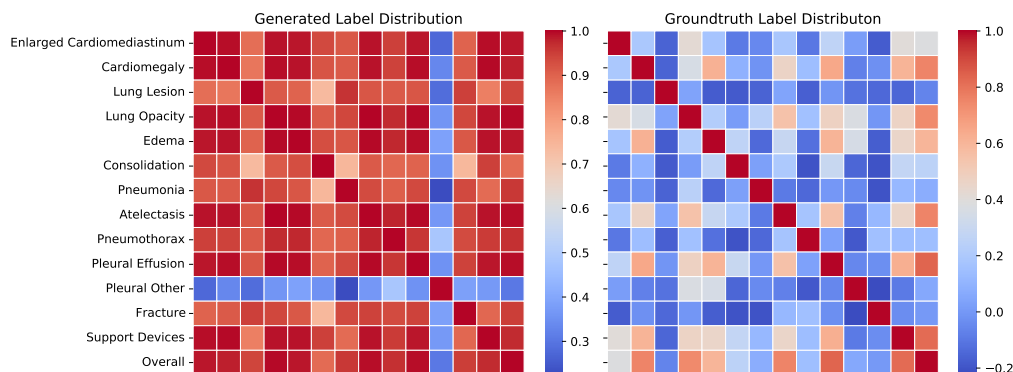 Generated Label Distribution
Groundtruth Label Distributon
Enlarged Cardiomediastinum
Cardiomegaly
Lung Lesion
Lung Opacity
Edema
Consolidation
Pneumonia
Atelectasis
Pneumothorax
Pleural Effusion
Pleural Other
Fracture
Support Devices
Overall
1.0
0.9
0.8
0.7
0.6
0.5
0.4
0.3
1.0
0.8
0.6
0.4
0.2
0.0
−0.2